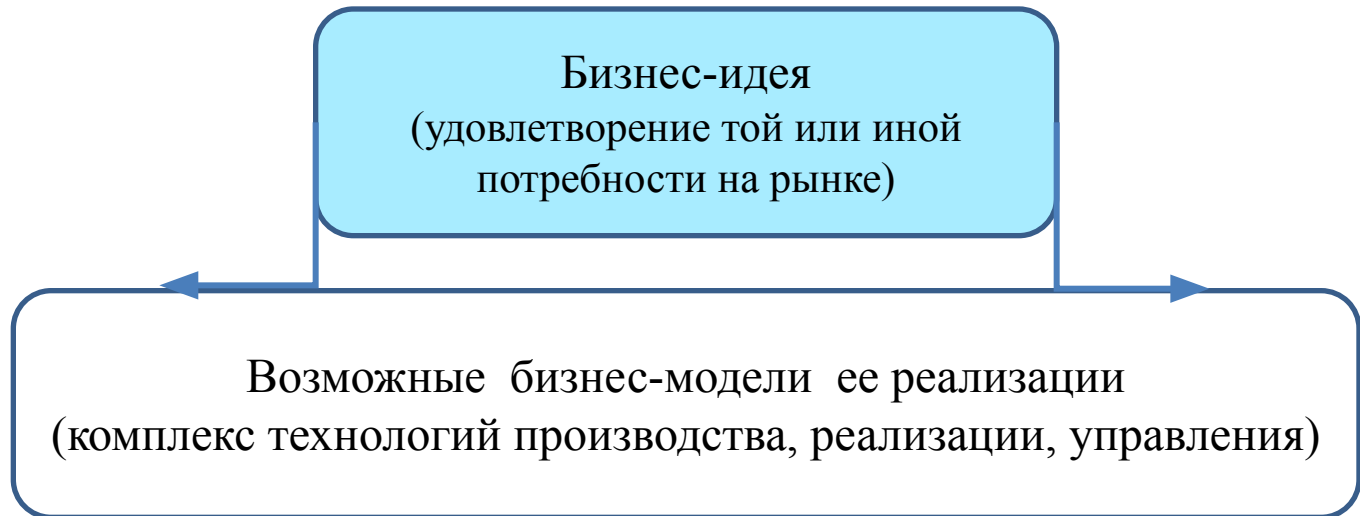 Бизнес-идея
(удовлетворение той или иной
потребности на рынке)
Возможные бизнес-модели ее реализации
(комплекс технологий производства, реализации, управления)